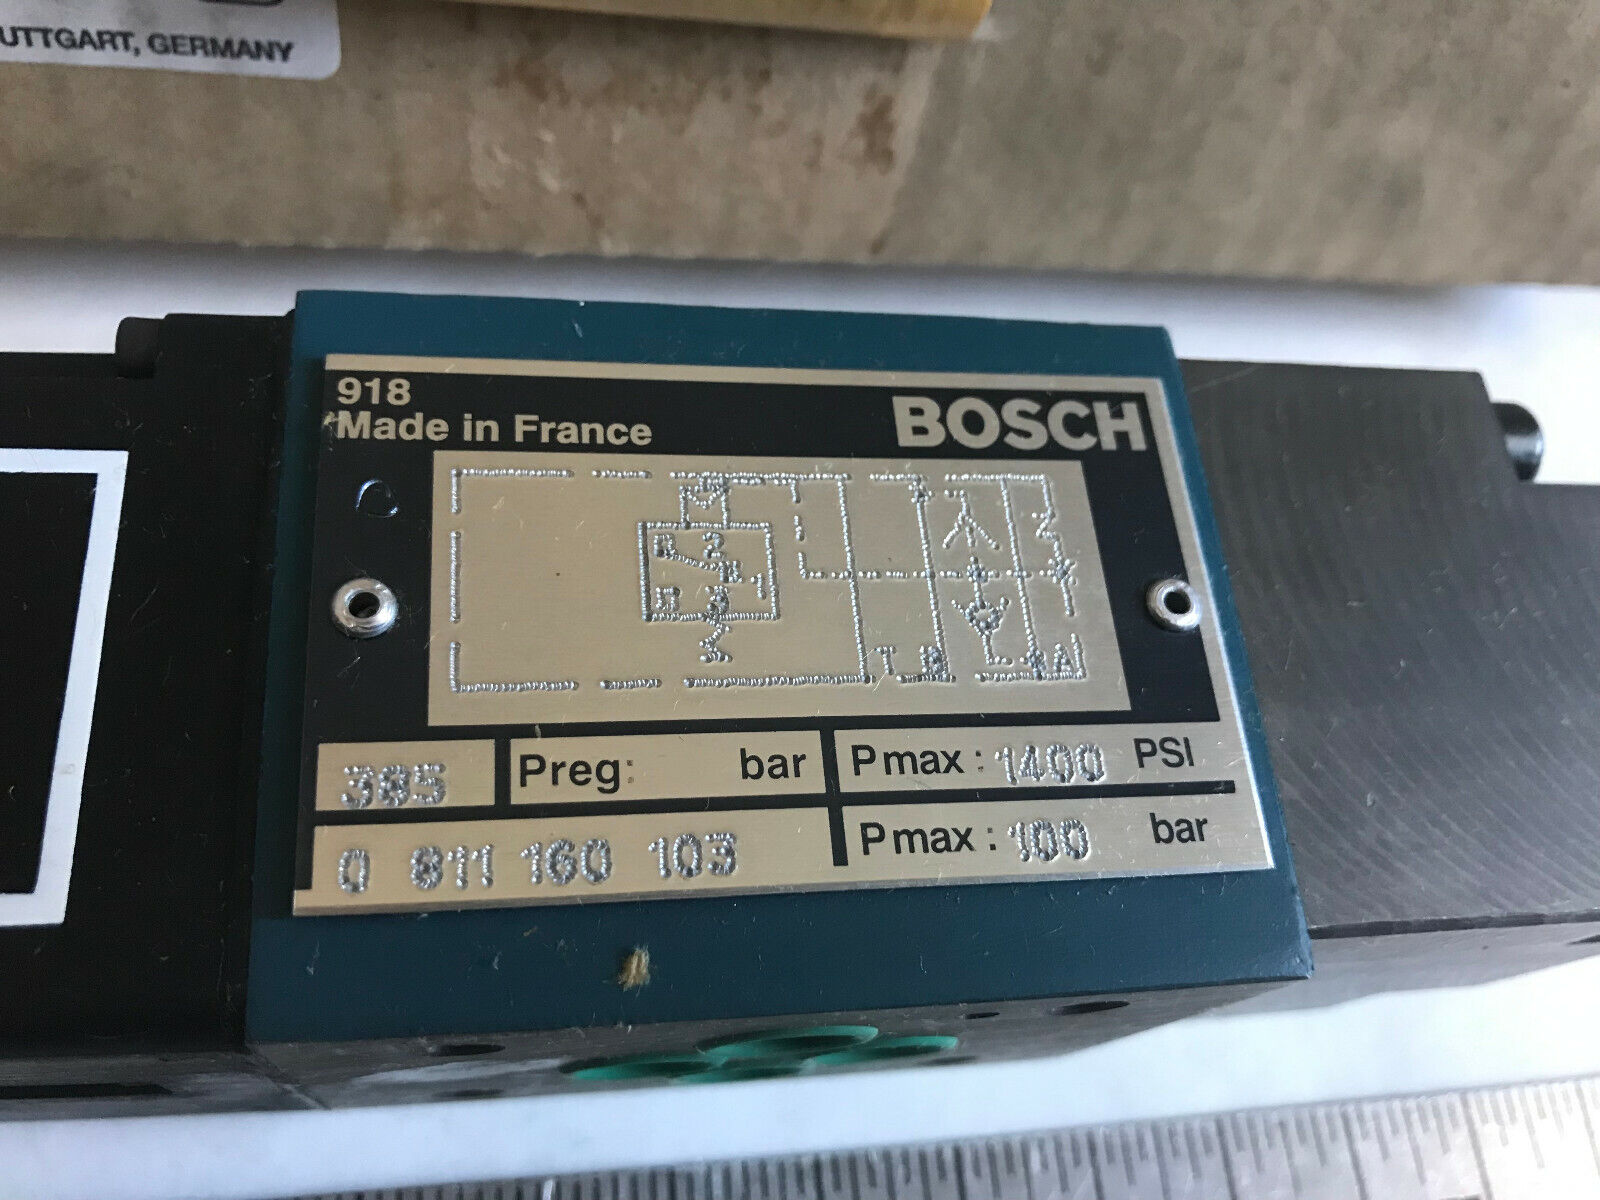 UTTGART, GERMANY
918
Made in France
BOSCH
T B A
385
Preg: bar
Pmax: 1400 PSI
0 811 160 103
Pmax: 100 bar